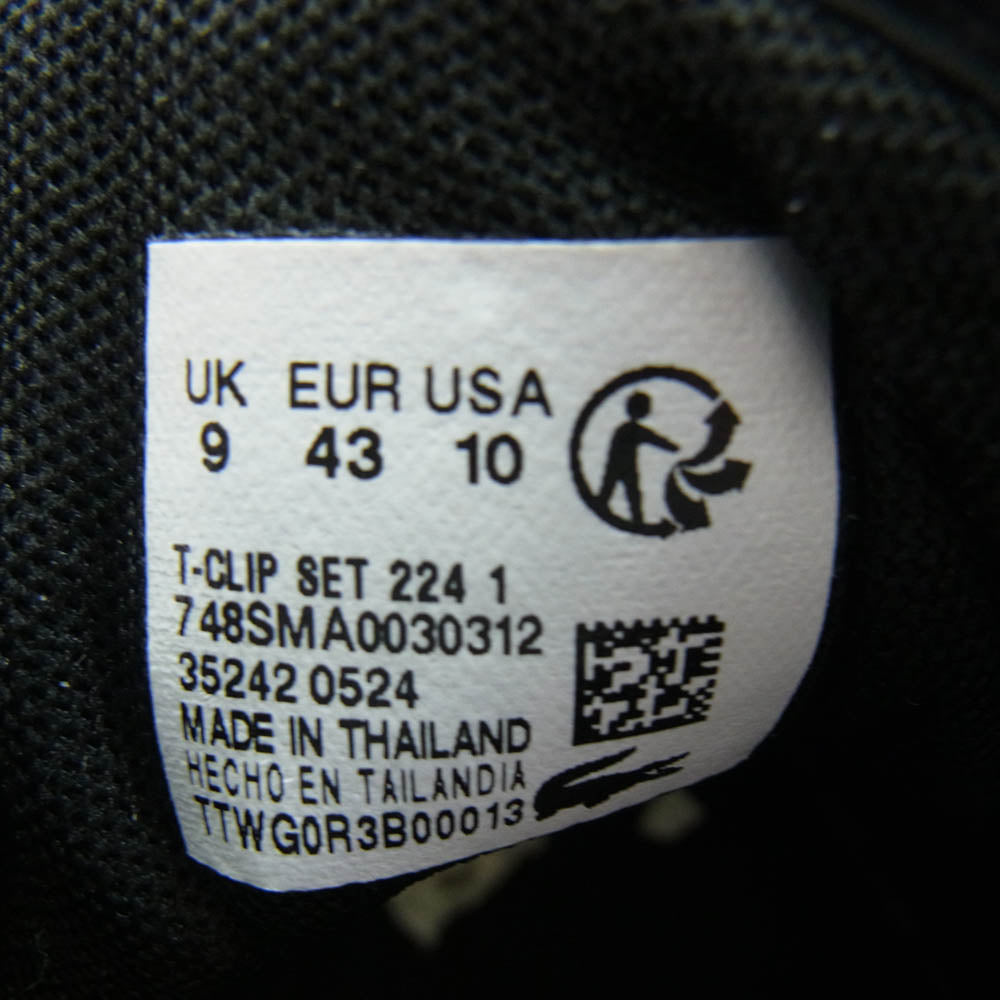 UK EUR USA
9 43 10
T-CLIP SET 224 1
748SMA0030312
35242 0524
MADE IN THAILAND
HECHO EN TAILANDIA
TTWG0R3B00013